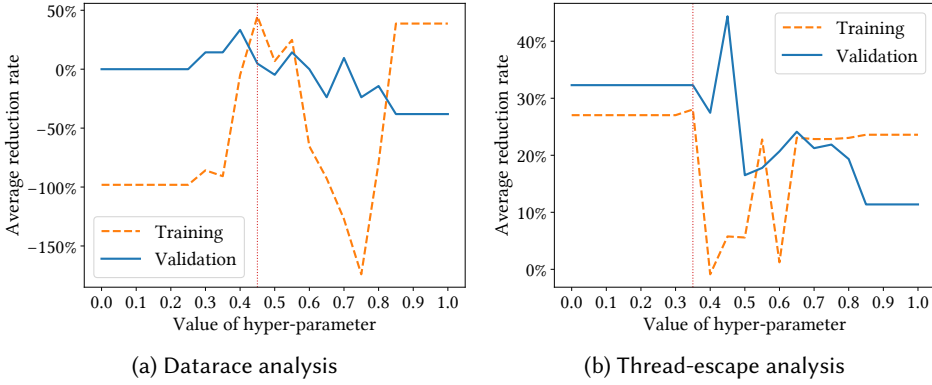 50%
0%
−50%
−100%
−150%
Average reduction rate
Training
Validation
0.0 0.1 0.2 0.3 0.4 0.5 0.6 0.7 0.8 0.9 1.0
Value of hyper-parameter
(a) Datarace analysis
40%
30%
20%
10%
0%
Average reduction rate
Training
Validation
0.0 0.1 0.2 0.3 0.4 0.5 0.6 0.7 0.8 0.9 1.0
Value of hyper-parameter
(b) Thread-escape analysis